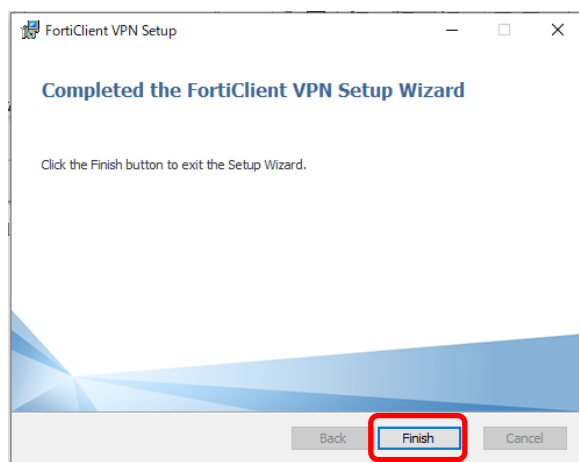 FortiClient VPN Setup
Completed the FortiClient VPN Setup Wizard
Click the Finish button to exit the Setup Wizard.
Back
Finish
Cancel